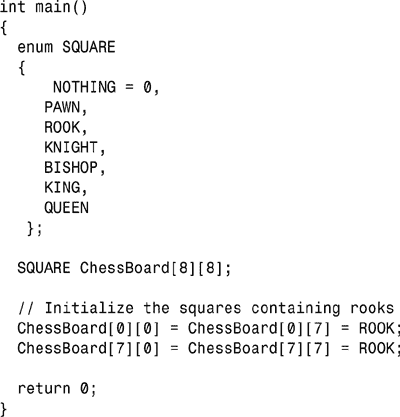 int main()
{
  enum SQUARE
  {
      NOTHING = 0,
     PAWN,
     ROOK,
     KNIGHT,
     BISHOP,
     KING,
     QUEEN
   };

  SQUARE ChessBoard[8][8];

  // Initialize the squares containing rooks
  ChessBoard[0][0] = ChessBoard[0][7] = ROOK;
  ChessBoard[7][0] = ChessBoard[7][7] = ROOK;

  return 0;
}